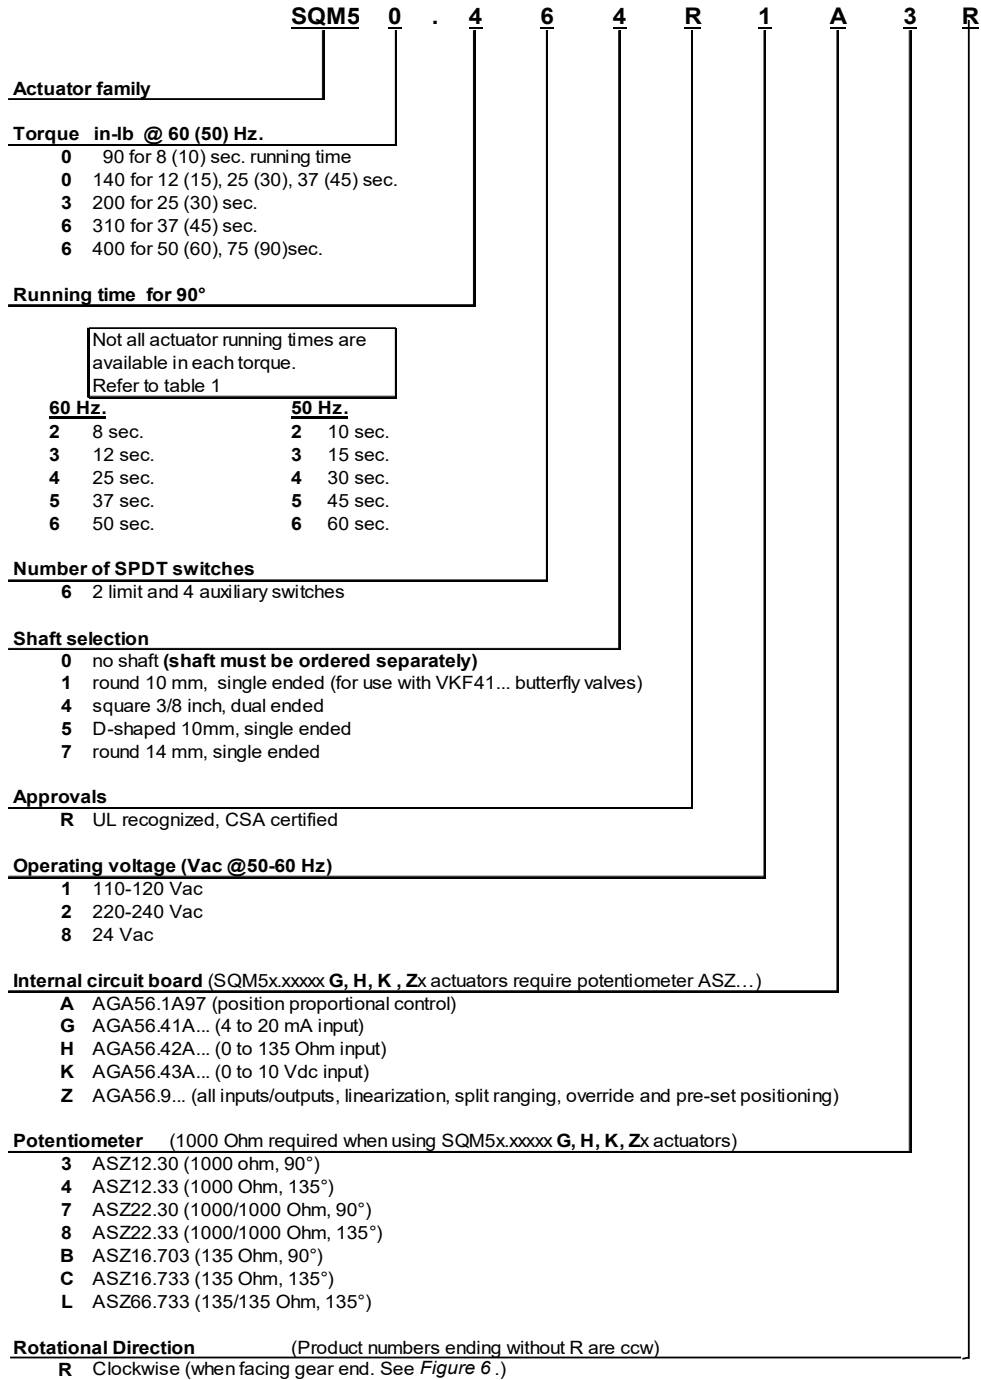 SQM5 0 . 4 6 4 R 1 A 3 R
Actuator family
Torque in-lb @ 60 (50) Hz.
0 90 for 8 (10) sec. running time
0 140 for 12 (15), 25 (30), 37 (45) sec.
3 200 for 25 (30) sec.
6 310 for 37 (45) sec.
6 400 for 50 (60), 75 (90)sec.
Running time for 90°
Not all actuator running times are
available in each torque.
Refer to table 1
60 Hz. 50 Hz.
2 8 sec. 2 10 sec.
3 12 sec. 3 15 sec.
4 25 sec. 4 30 sec.
5 37 sec. 5 45 sec.
6 50 sec. 6 60 sec.
Number of SPDT switches
6 2 limit and 4 auxiliary switches
Shaft selection
0 no shaft (shaft must be ordered separately)
1 round 10 mm, single ended (for use with VKF41... butterfly valves)
4 square 3/8 inch, dual ended
5 D-shaped 10mm, single ended
7 round 14 mm, single ended
Approvals
R UL recognized, CSA certified
Operating voltage (Vac @50-60 Hz)
1 110-120 Vac
2 220-240 Vac
8 24 Vac
Internal circuit board (SQM5x.xxxxx G, H, K , Zx actuators require potentiometer ASZ…)
A AGA56.1A97 (position proportional control)
G AGA56.41A... (4 to 20 mA input)
H AGA56.42A... (0 to 135 Ohm input)
K AGA56.43A... (0 to 10 Vdc input)
Z AGA56.9... (all inputs/outputs, linearization, split ranging, override and pre-set positioning)
Potentiometer (1000 Ohm required when using SQM5x.xxxxx G, H, K, Zx actuators)
3 ASZ12.30 (1000 ohm, 90°)
4 ASZ12.33 (1000 Ohm, 135°)
7 ASZ22.30 (1000/1000 Ohm, 90°)
8 ASZ22.33 (1000/1000 Ohm, 135°)
B ASZ16.703 (135 Ohm, 90°)
C ASZ16.733 (135 Ohm, 135°)
L ASZ66.733 (135/135 Ohm, 135°)
Rotational Direction (Product numbers ending without R are ccw)
R Clockwise (when facing gear end. See Figure 6 .)